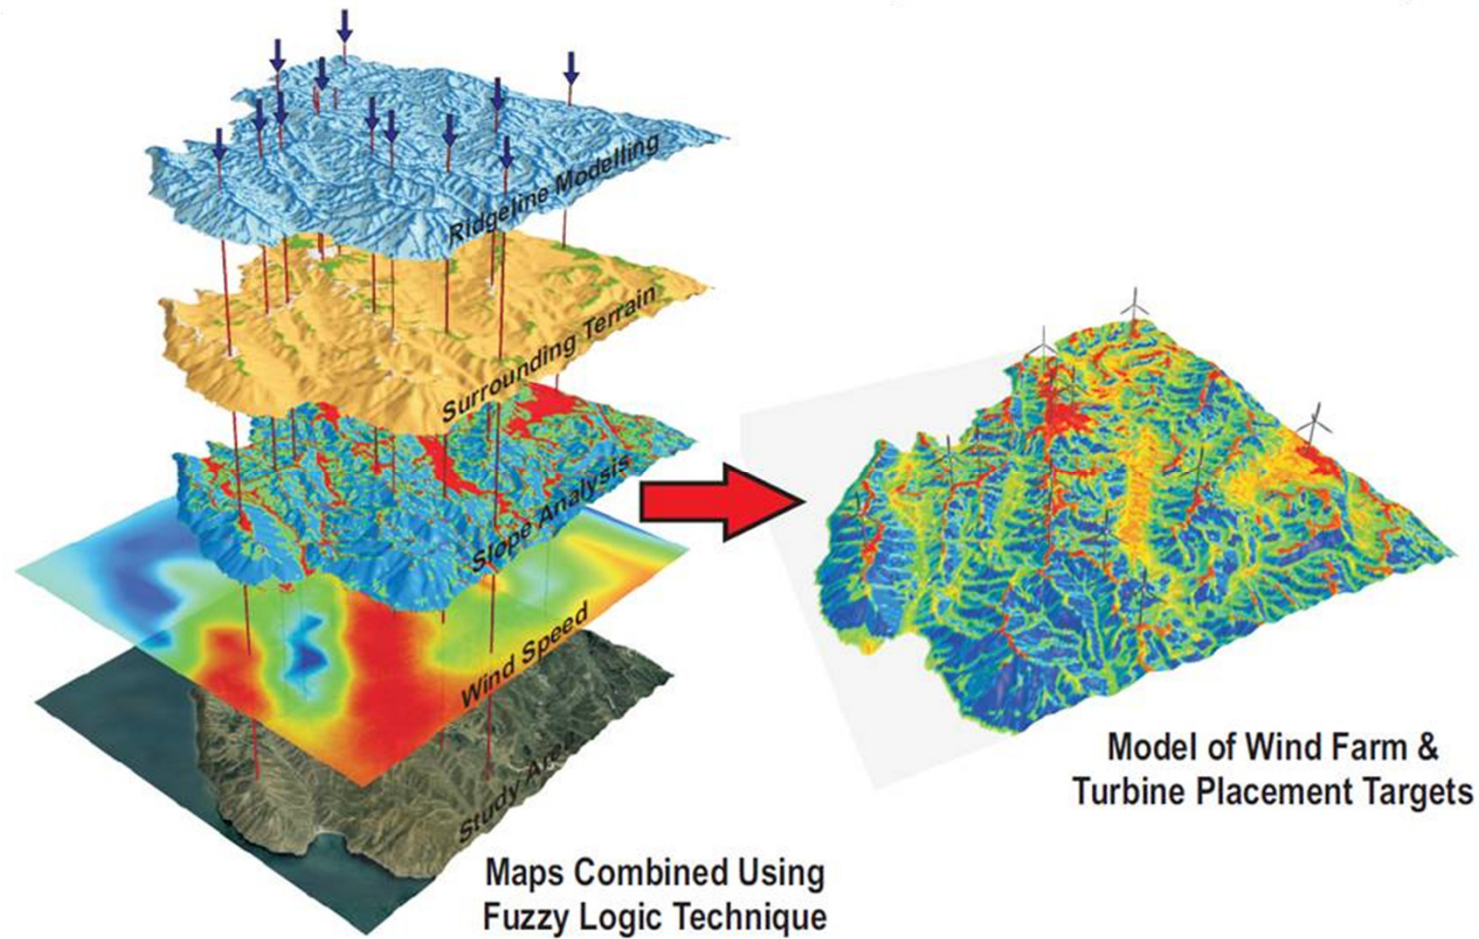 Ridgeline Modelling
Surrounding Terrain
Slope Analysis
Wind Speed
Study Area
Maps Combined Using
Fuzzy Logic Technique
Model of Wind Farm &
Turbine Placement Targets